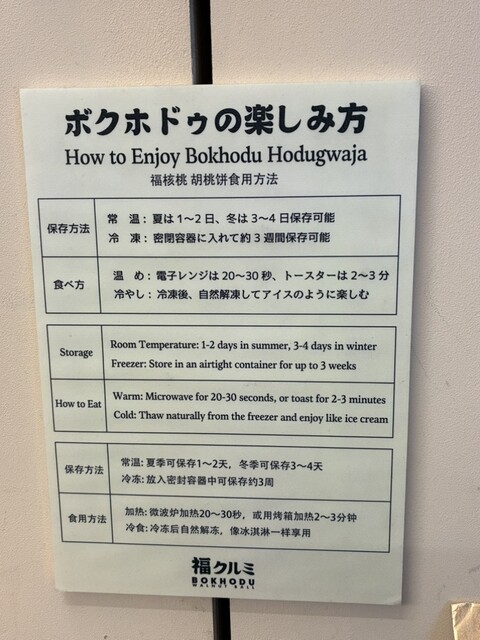 ボクホドゥの楽しみ方
How to Enjoy Bokhodu Hodugwaja
福核桃 胡桃饼食用方法
保存方法
常　温：夏は1〜2日、冬は3〜4日保存可能
冷　凍：密閉容器に入れて約3週間保存可能
食べ方
温　め：電子レンジは20〜30秒、トースターは2〜3分
冷やし：冷凍後、自然解凍してアイスのように楽しむ
Storage
Room Temperature: 1-2 days in summer, 3-4 days in winter
Freezer: Store in an airtight container for up to 3 weeks
How to Eat
Warm: Microwave for 20-30 seconds, or toast for 2-3 minutes
Cold: Thaw naturally from the freezer and enjoy like ice cream
保存方法
常温: 夏季可保存1〜2天，冬季可保存3〜4天
冷冻: 放入密封容器中可保存约3周
食用方法
加热: 微波炉加热20〜30秒，或用烤箱加热2〜3分钟
冷食: 冷冻后自然解冻，像冰淇淋一样享用
福クルミ
BOKHODU
WALNUT BALL